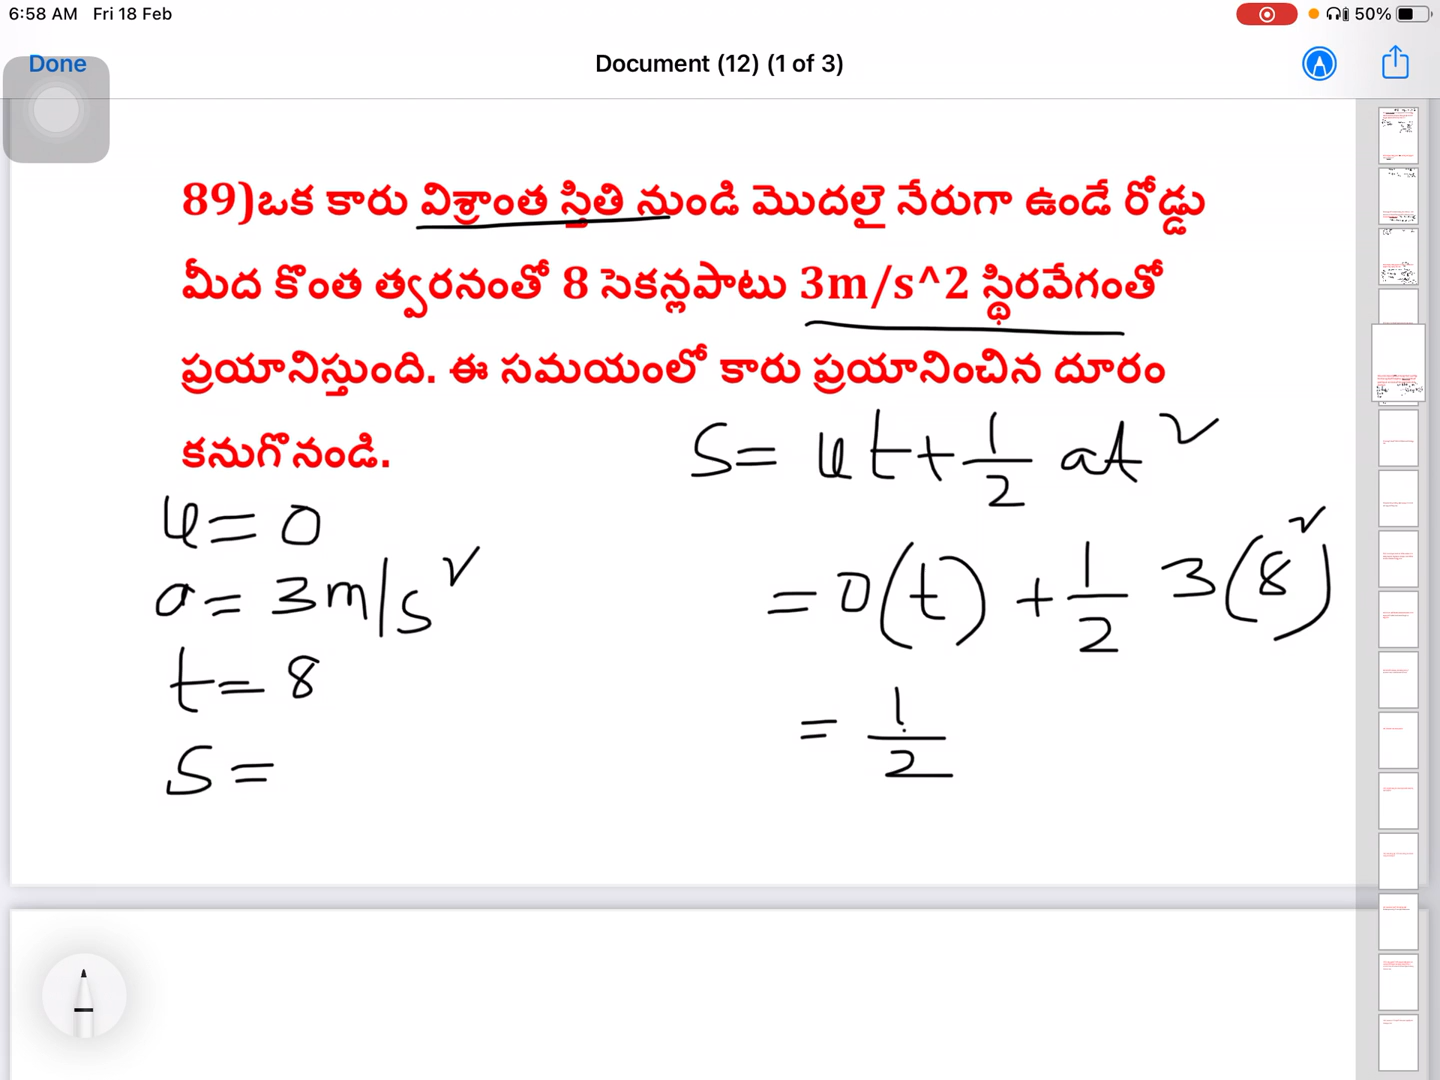 6:58 AM Fri 18 Feb 50%
Done Document (12) (1 of 3)
89)ఒక కారు విశ్రాంత స్తితి నుండి మొదలై నేరుగా ఉండే రోడ్డు
మీద కొంత త్వరనంతో 8 సెకన్లపాటు 3m/s^2 స్థిరవేగంతో
ప్రయానిస్తుంది. ఈ సమయంలో కారు ప్రయానించిన దూరం
కనుగొనండి.
S= ut+1/2 at²
u= 0
a= 3m/s²
=0(t)+1/2 3(8²)
t= 8
=1/2
S=